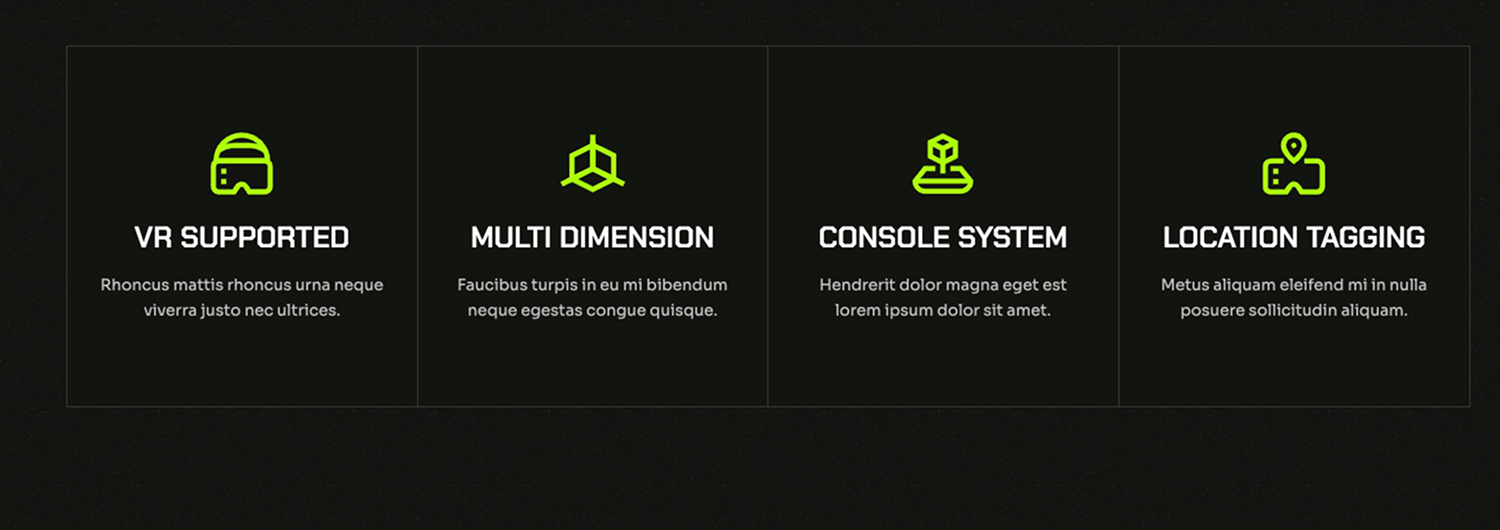 VR SUPPORTED
Rhoncus mattis rhoncus urna neque
viverra justo nec ultrices.
MULTI DIMENSION
Faucibus turpis in eu mi bibendum
neque egestas congue quisque.
CONSOLE SYSTEM
Hendrerit dolor magna eget est
lorem ipsum dolor sit amet.
LOCATION TAGGING
Metus aliquam eleifend mi in nulla
posuere sollicitudin aliquam.